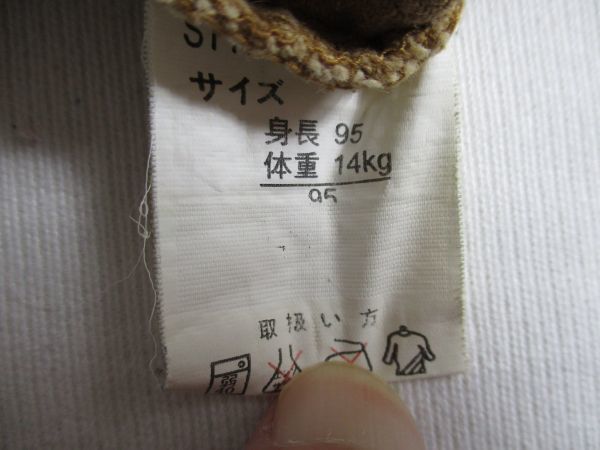 サイズ
身長 95
体重 14kg
95
取扱い方